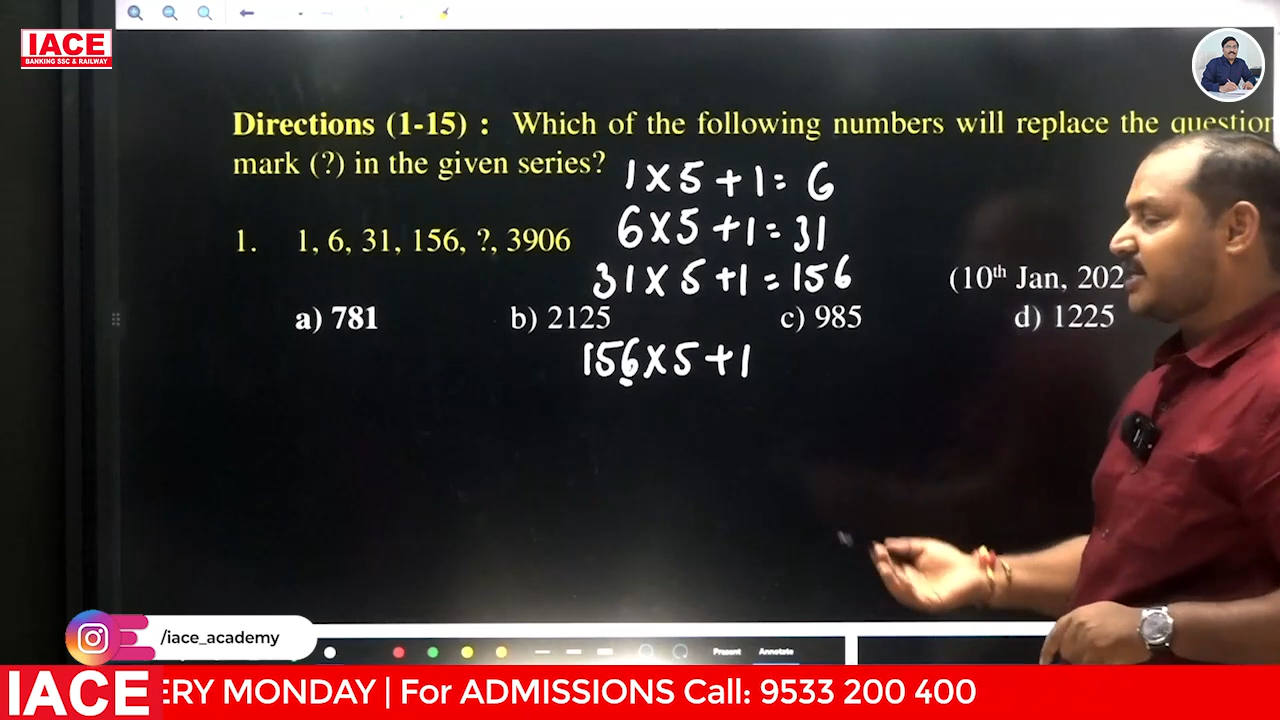 IACE
BANKING SSC & RAILWAY
Directions (1-15) : Which of the following numbers will replace the question
mark (?) in the given series?
1×5+1= 6
6×5+1=31
1. 1, 6, 31, 156, ?, 3906
31×5+1=156
(10th Jan, 202
a) 781 b) 2125 c) 985 d) 1225
156×5+1
/iace_academy
Present Annotate
IACE ERY MONDAY | For ADMISSIONS Call: 9533 200 400